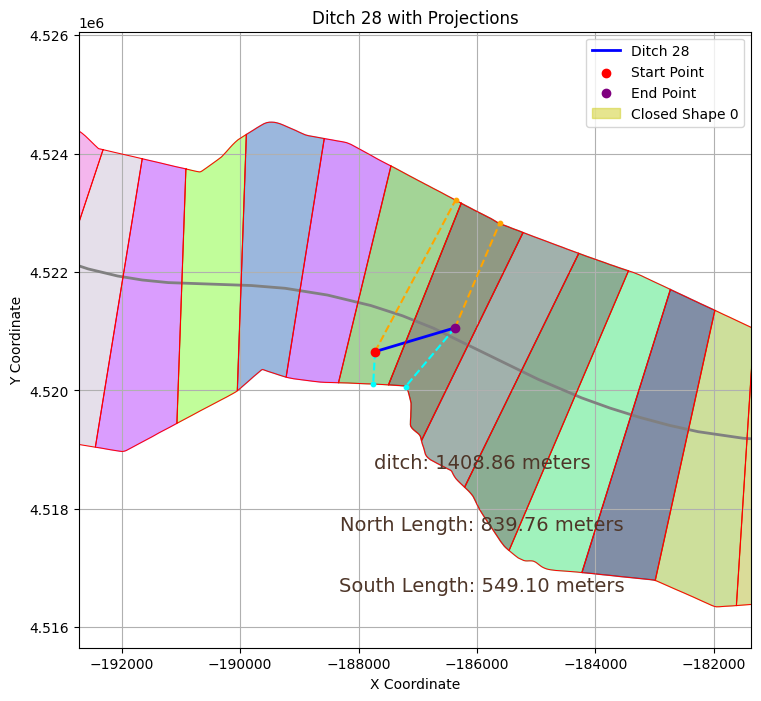 Ditch 28 with Projections
1e6
Ditch 28
Start Point
End Point
Closed Shape 0
4.526
4.524
4.522
4.520
4.518
4.516
Y Coordinate
ditch: 1408.86 meters
North Length: 839.76 meters
South Length: 549.10 meters
−192000 −190000 −188000 −186000 −184000 −182000
X Coordinate